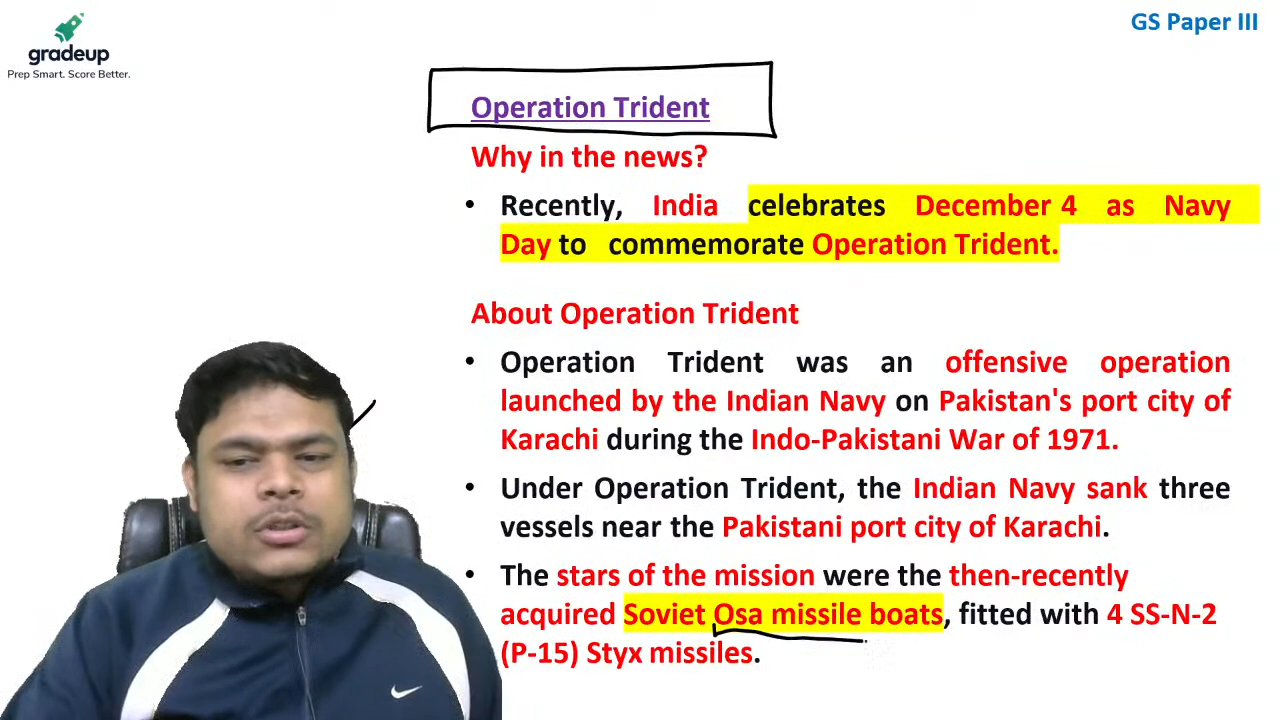 GS Paper III
gradeup
Prep Smart. Score Better.
Operation Trident
Why in the news?
• Recently, India celebrates December 4 as Navy
Day to commemorate Operation Trident.
About Operation Trident
• Operation Trident was an offensive operation
launched by the Indian Navy on Pakistan's port city of
Karachi during the Indo-Pakistani War of 1971.
• Under Operation Trident, the Indian Navy sank three
vessels near the Pakistani port city of Karachi.
• The stars of the mission were the then-recently
acquired Soviet Osa missile boats, fitted with 4 SS-N-2
(P-15) Styx missiles.